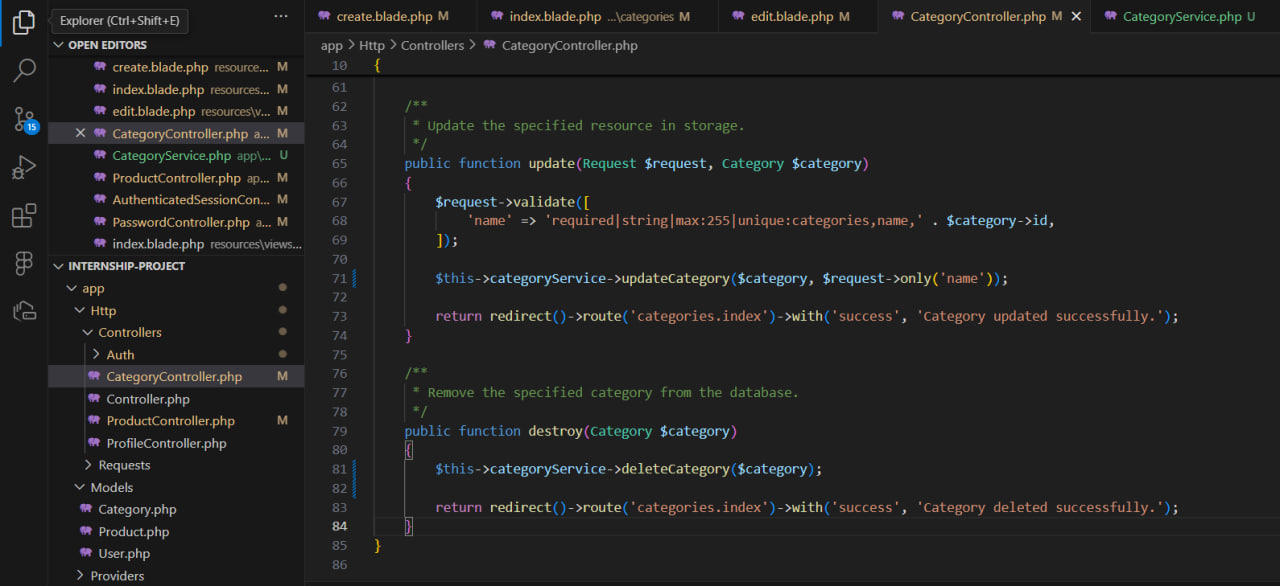 Explorer (Ctrl+Shift+E)
...
OPEN EDITORS
create.blade.php resource... M
index.blade.php resources... M
edit.blade.php resources\v... M
CategoryController.php a... M
CategoryService.php app\... U
ProductController.php ap... M
AuthenticatedSessionCon... M
PasswordController.php a... M
index.blade.php resources\views...
INTERNSHIP-PROJECT
app
Http
Controllers
Auth
CategoryController.php M
Controller.php
ProductController.php M
ProfileController.php
Requests
Models
Category.php
Product.php
User.php
Providers
15
create.blade.php M
index.blade.php ...\categories M
edit.blade.php M
CategoryController.php M
CategoryService.php U
app > Http > Controllers > CategoryController.php
10 {
61
62 /**
63 * Update the specified resource in storage.
64 */
65 public function update(Request $request, Category $category)
66 {
67 $request->validate([
68 'name' => 'required|string|max:255|unique:categories,name,' . $category->id,
69 ]);
70
71 $this->categoryService->updateCategory($category, $request->only('name'));
72
73 return redirect()->route('categories.index')->with('success', 'Category updated successfully.');
74 }
75
76 /**
77 * Remove the specified category from the database.
78 */
79 public function destroy(Category $category)
80 {
81 $this->categoryService->deleteCategory($category);
82
83 return redirect()->route('categories.index')->with('success', 'Category deleted successfully.');
84 }
85 }
86